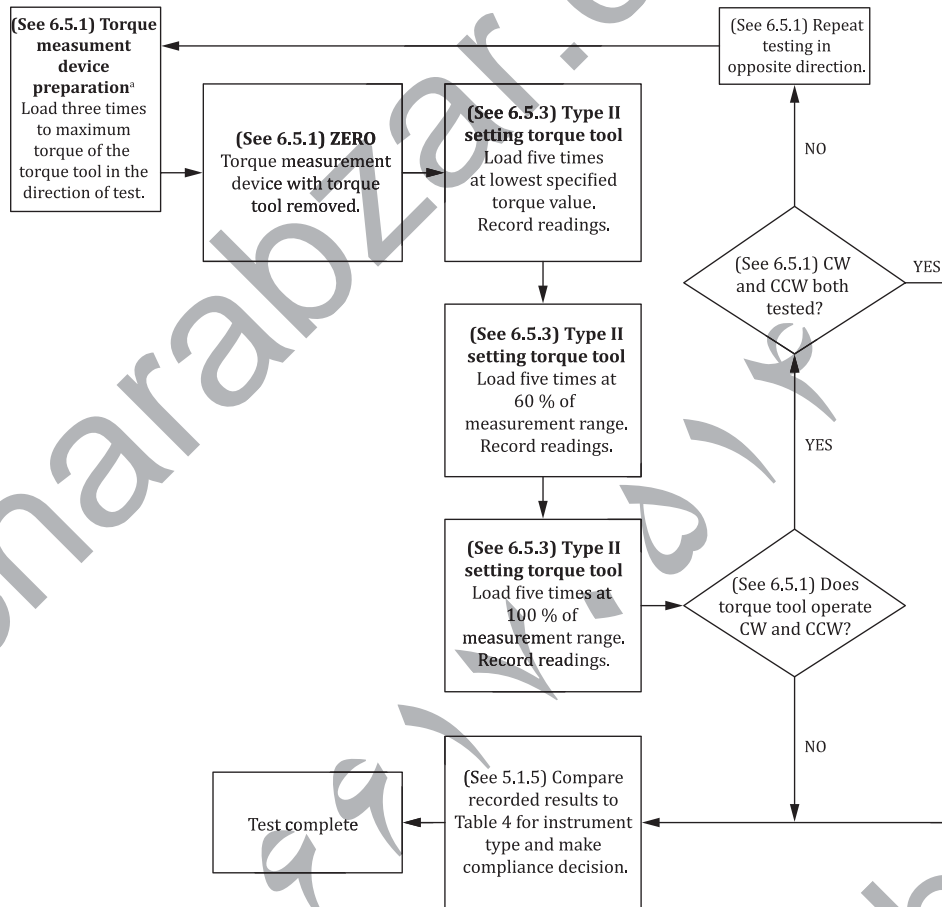 (See 6.5.1) Torque
measument
device
preparationᵃ
Load three times
to maximum
torque of the
torque tool in the
direction of test.
(See 6.5.1) ZERO
Torque measurement
device with torque
tool removed.
(See 6.5.3) Type II
setting torque tool
Load five times
at lowest specified
torque value.
Record readings.
(See 6.5.3) Type II
setting torque tool
Load five times at
60 % of
measurement range.
Record readings.
(See 6.5.3) Type II
setting torque tool
Load five times at
100 % of
measurement range.
Record readings.
(See 6.5.1) Does
torque tool operate
CW and CCW?
YES
NO
(See 6.5.1) CW
and CCW both
tested?
YES
NO
(See 6.5.1) Repeat
testing in
opposite direction.
(See 5.1.5) Compare
recorded results to
Table 4 for instrument
type and make
compliance decision.
Test complete